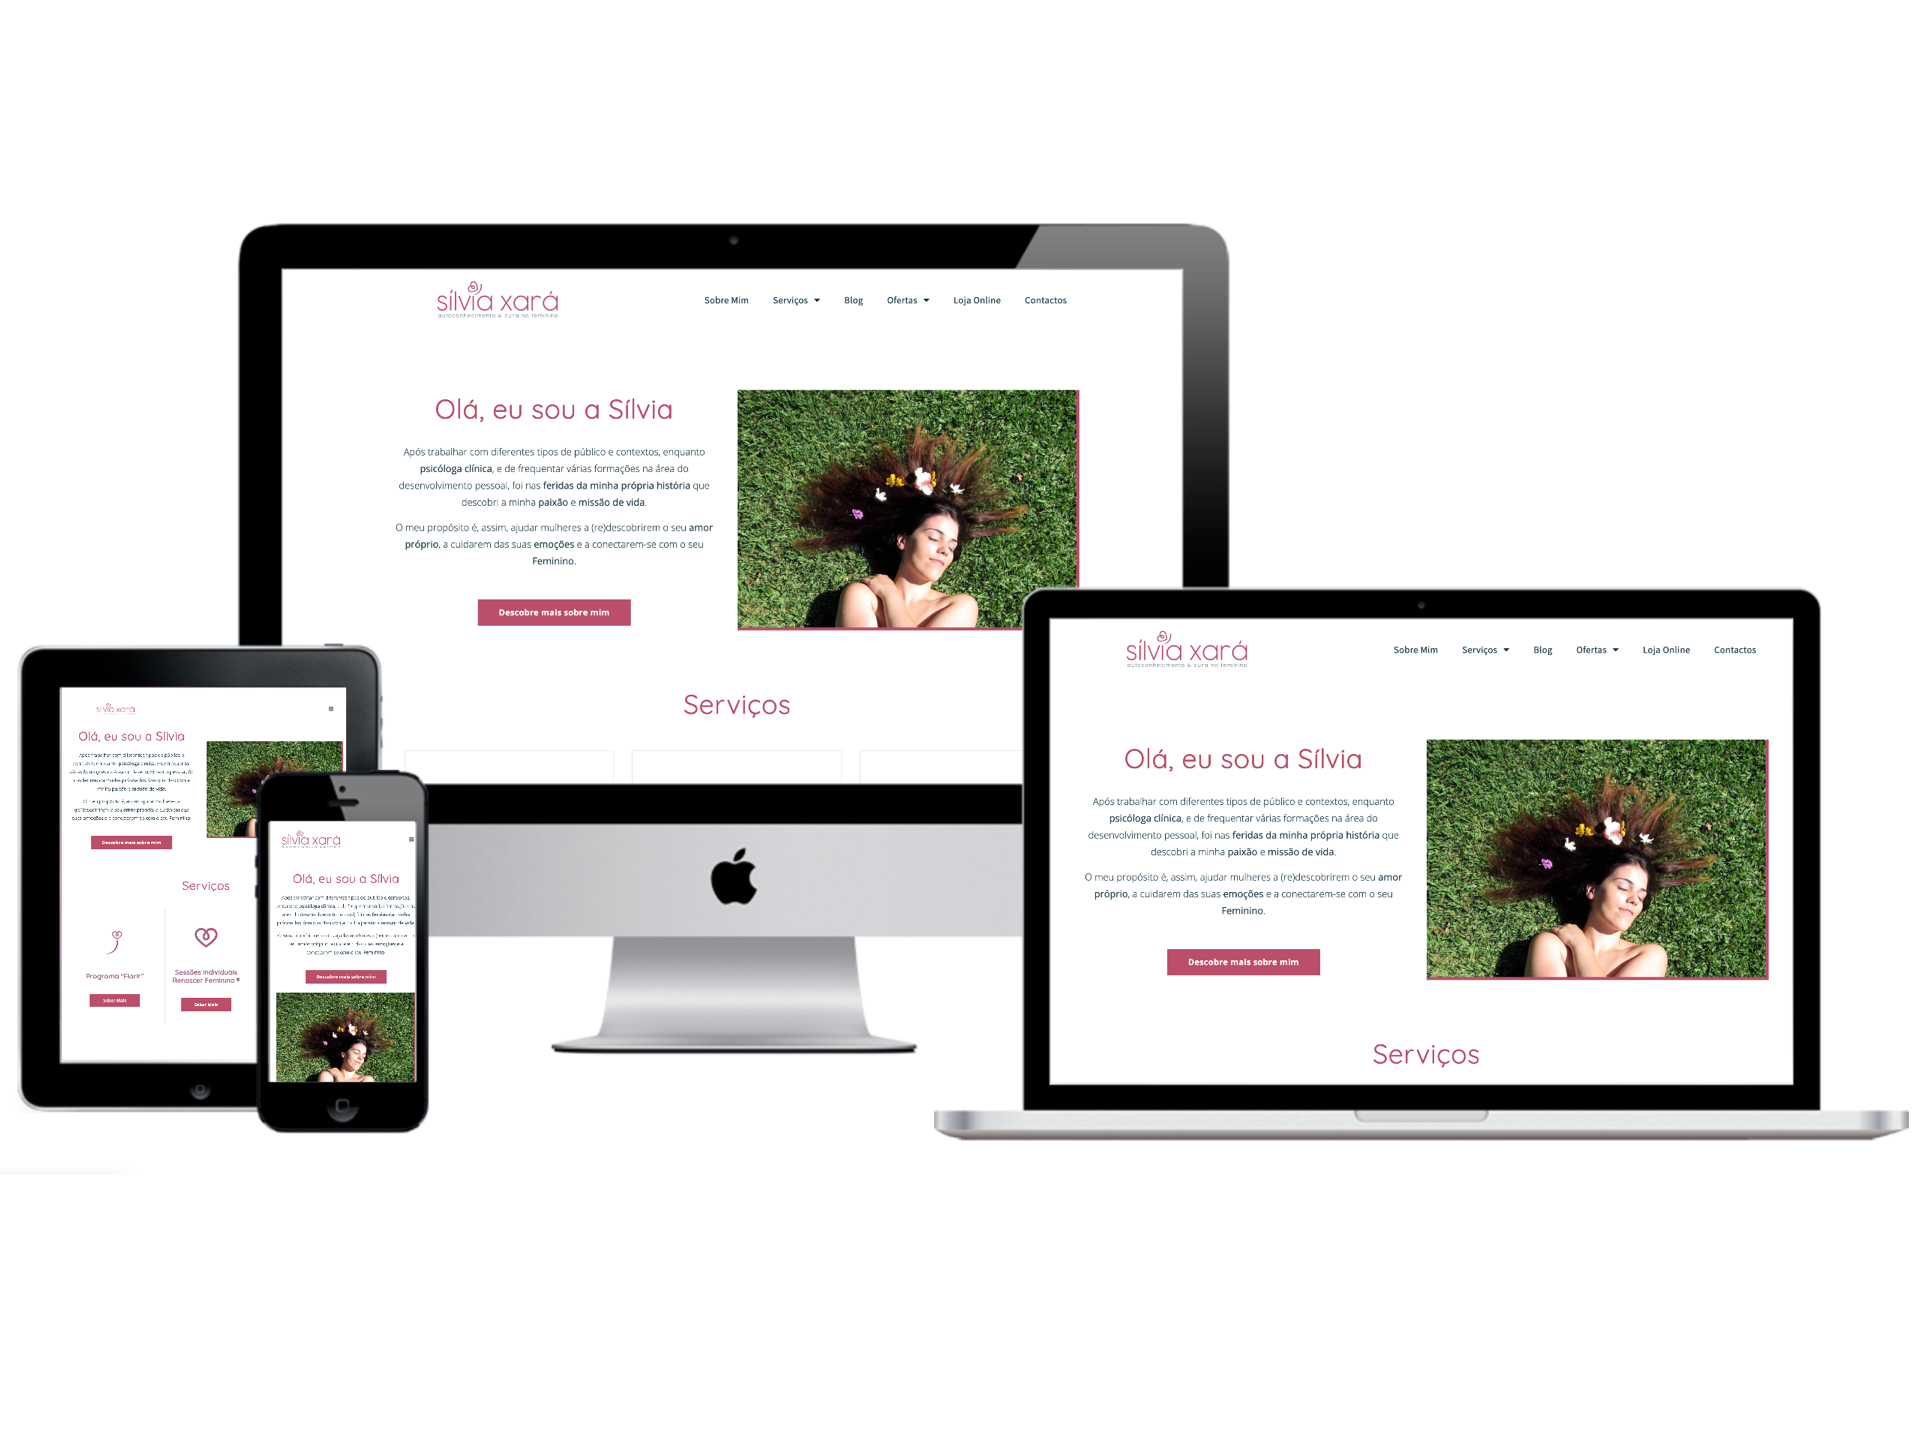 sílvia xará
autoconhecimento & cura no feminino
Sobre Mim Serviços Blog Ofertas Loja Online Contactos
Olá, eu sou a Sílvia
Após trabalhar com diferentes tipos de público e contextos, enquanto
psicóloga clínica, e de frequentar várias formações na área do
desenvolvimento pessoal, foi nas feridas da minha própria história que
descobri a minha paixão e missão de vida.
O meu propósito é, assim, ajudar mulheres a (re)descobrirem o seu amor
próprio, a cuidarem das suas emoções e a conectarem-se com o seu
Feminino.
Descobre mais sobre mim
Serviços
sílvia xará
autoconhecimento & cura no feminino
Sobre Mim Serviços Blog Ofertas Loja Online Contactos
Olá, eu sou a Sílvia
Após trabalhar com diferentes tipos de público e contextos, enquanto
psicóloga clínica, e de frequentar várias formações na área do
desenvolvimento pessoal, foi nas feridas da minha própria história que
descobri a minha paixão e missão de vida.
O meu propósito é, assim, ajudar mulheres a (re)descobrirem o seu amor
próprio, a cuidarem das suas emoções e a conectarem-se com o seu
Feminino.
Descobre mais sobre mim
Serviços
sílvia xará
Olá, eu sou a Sílvia
minha paixão e missão de vida.
Descobre mais sobre mim
Serviços
Programa "Florir"
Saber Mais
Sessões Individuais
Renascer Feminino ®
Saber Mais
sílvia xará
Olá, eu sou a Sílvia
Descobre mais sobre mim